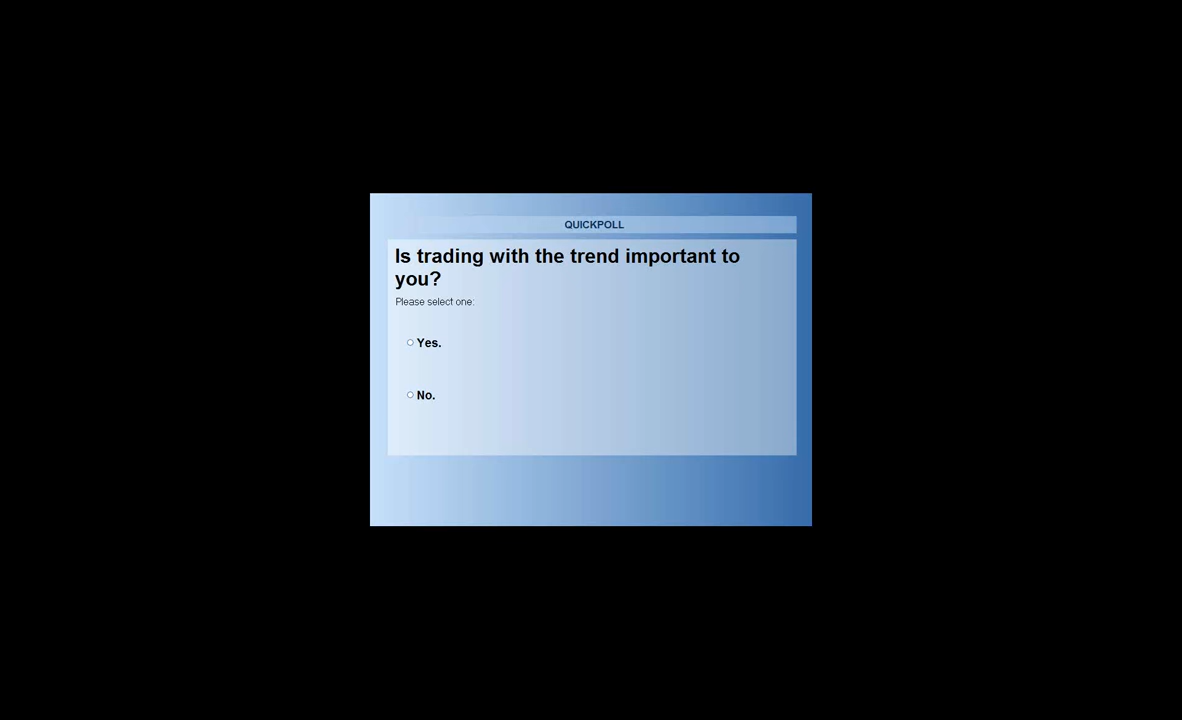 QUICKPOLL
Is trading with the trend important to
you?
Please select one:
Yes.
No.